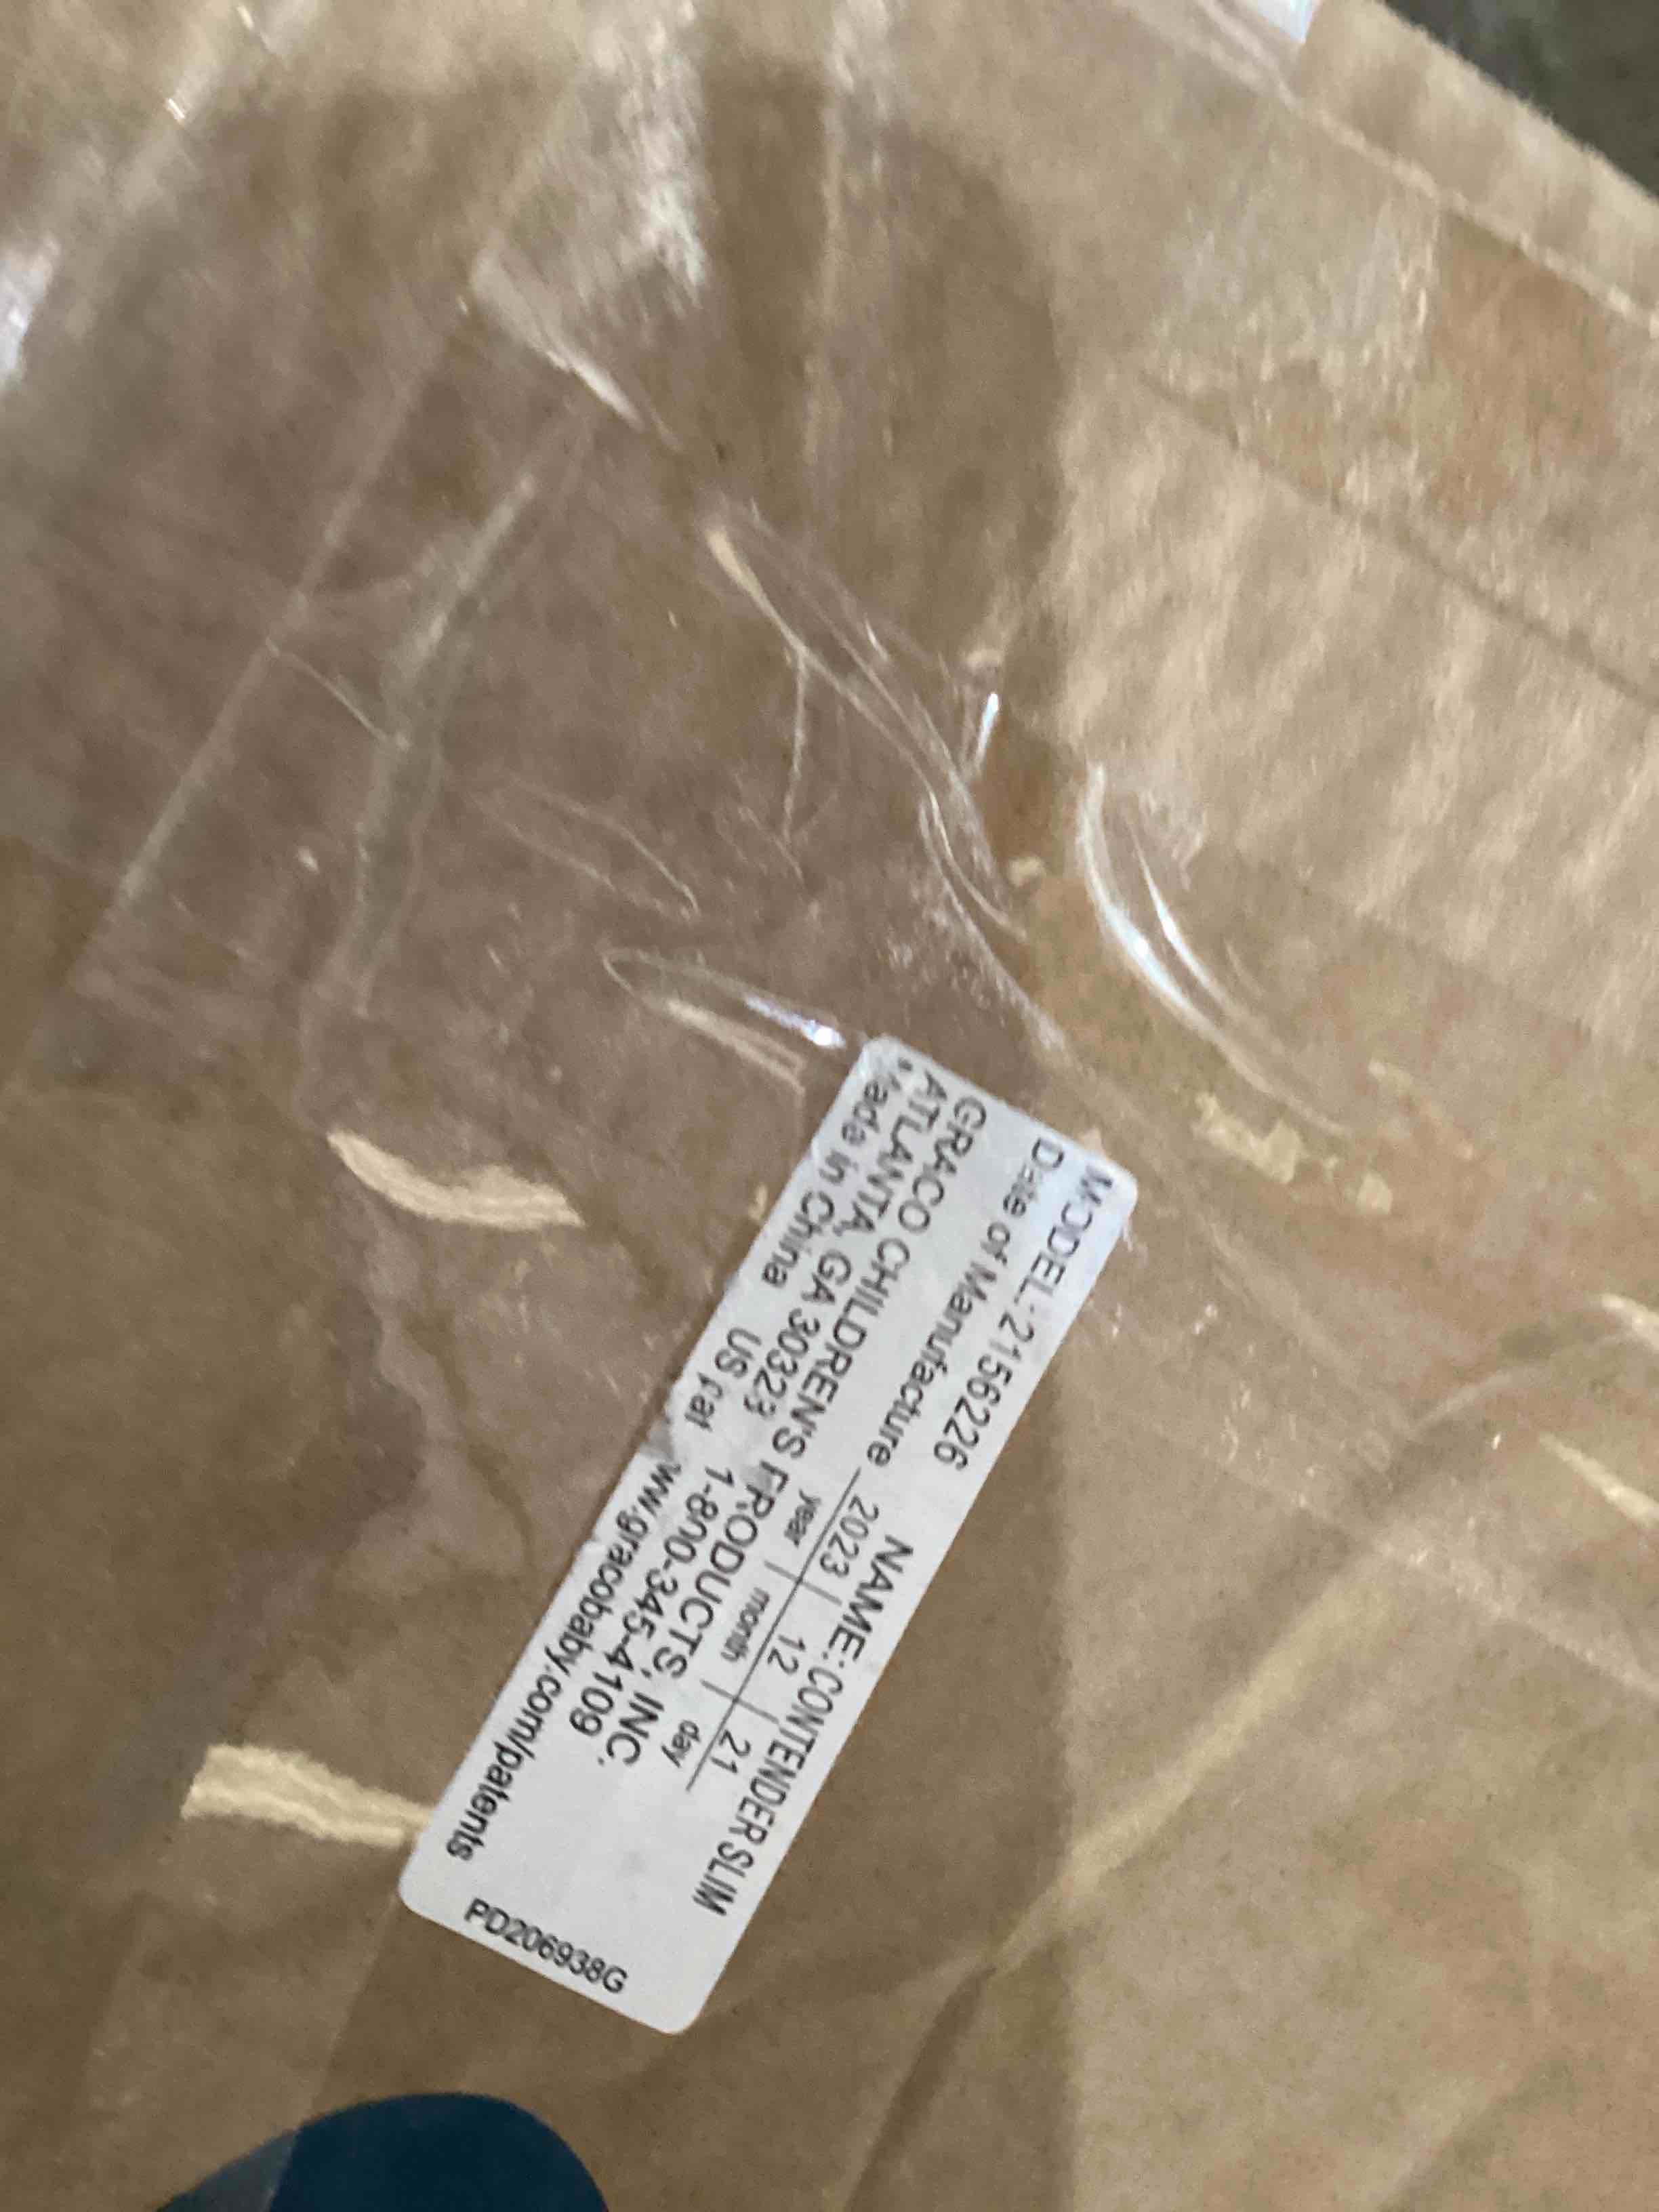 MODEL: 2156226 NAME: CONTENDER SLIM
Date of Manufacture 2023 | 12 | 21
year | month | day
GRACO CHILDREN'S PRODUCTS, INC.
ATLANTA, GA 30323 1-800-345-4109
Made in China US pat www.gracobaby.com/patents
PD206938G